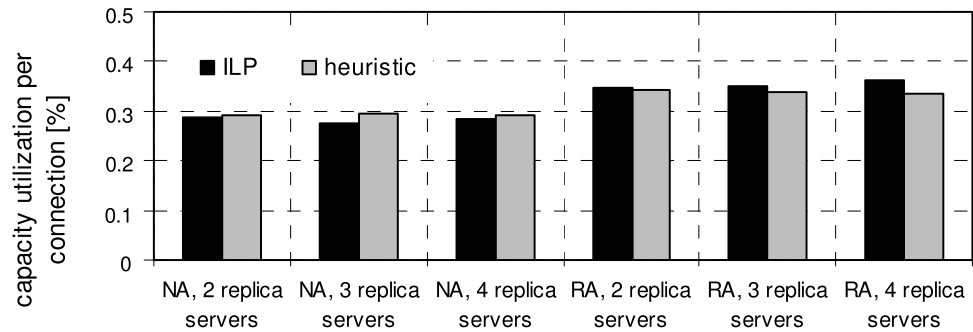 capacity utilization per
connection [%]
0.5
0.4
0.3
0.2
0.1
0
ILP
heuristic
NA, 2 replica
servers
NA, 3 replica
servers
NA, 4 replica
servers
RA, 2 replica
servers
RA, 3 replica
servers
RA, 4 replica
servers